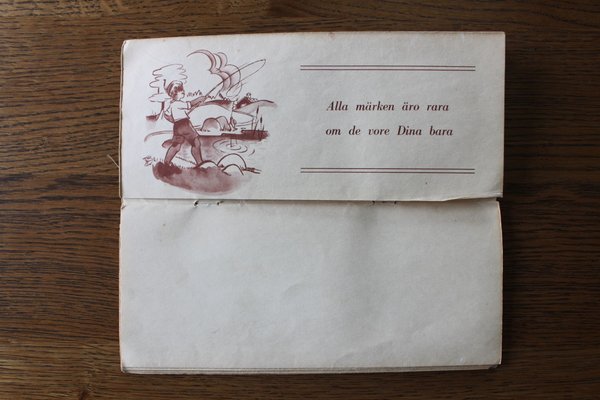 Alla märken äro rara
om de vore Dina bara